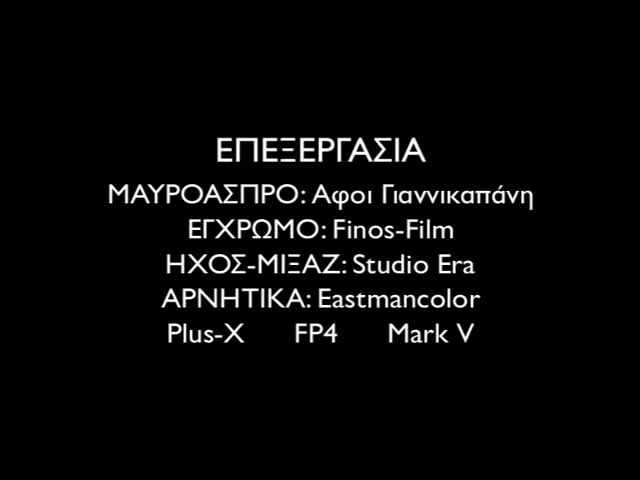 ΕΠΕΞΕΡΓΑΣΙΑ
ΜΑΥΡΟΑΣΠΡΟ: Αφοι Γιαννικαπάνη
ΕΓΧΡΩΜΟ: Finos-Film
ΗΧΟΣ-ΜΙΞΑΖ: Studio Era
ΑΡΝΗΤΙΚΑ: Eastmancolor
Plus-X FP4 Mark V